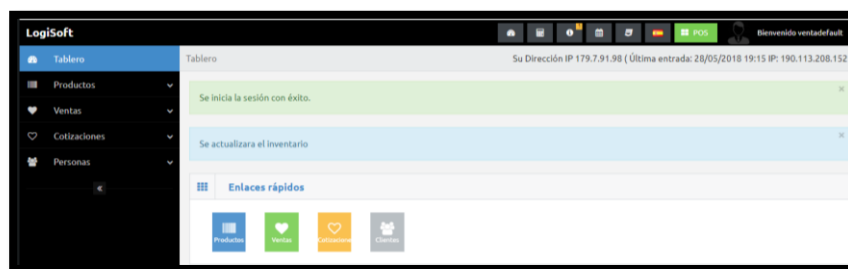 LogiSoft
POS
Bienvenido ventadefault
Tablero
Tablero
Su Dirección IP 179.7.91.98 ( Última entrada: 28/05/2018 19:15 IP: 190.113.208.152
Productos
Ventas
Cotizaciones
Personas
Se inicia la sesión con éxito.
Se actualizara el inventario
Enlaces rápidos
Productos
Ventas
Clientes